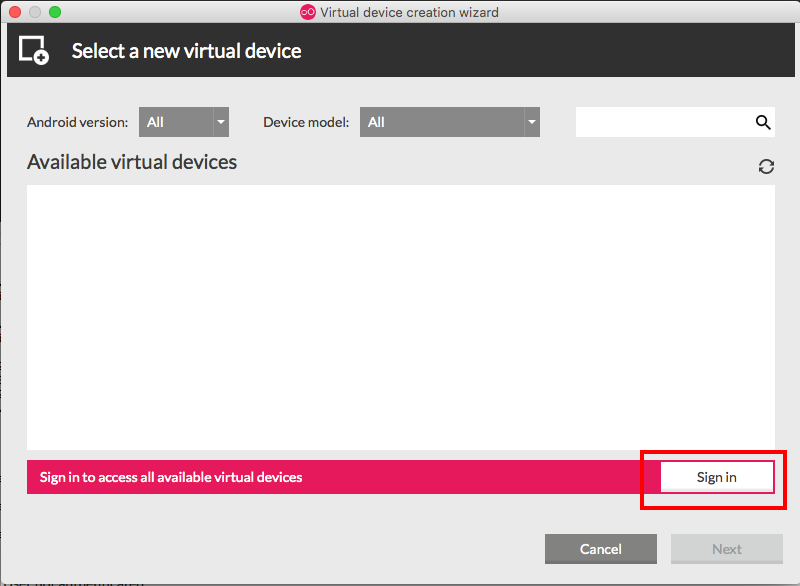 Virtual device creation wizard
Select a new virtual device
Android version: All Device model: All
Available virtual devices
Sign in to access all available virtual devices Sign in
Cancel Next